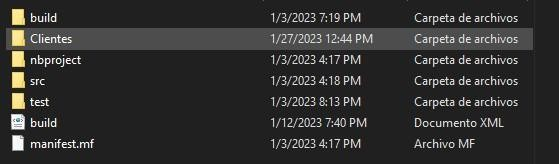 build 1/3/2023 7:19 PM Carpeta de archivos
Clientes 1/27/2023 12:44 PM Carpeta de archivos
nbproject 1/3/2023 4:17 PM Carpeta de archivos
src 1/3/2023 4:18 PM Carpeta de archivos
test 1/3/2023 8:13 PM Carpeta de archivos
build 1/12/2023 7:40 PM Documento XML
manifest.mf 1/3/2023 4:17 PM Archivo MF